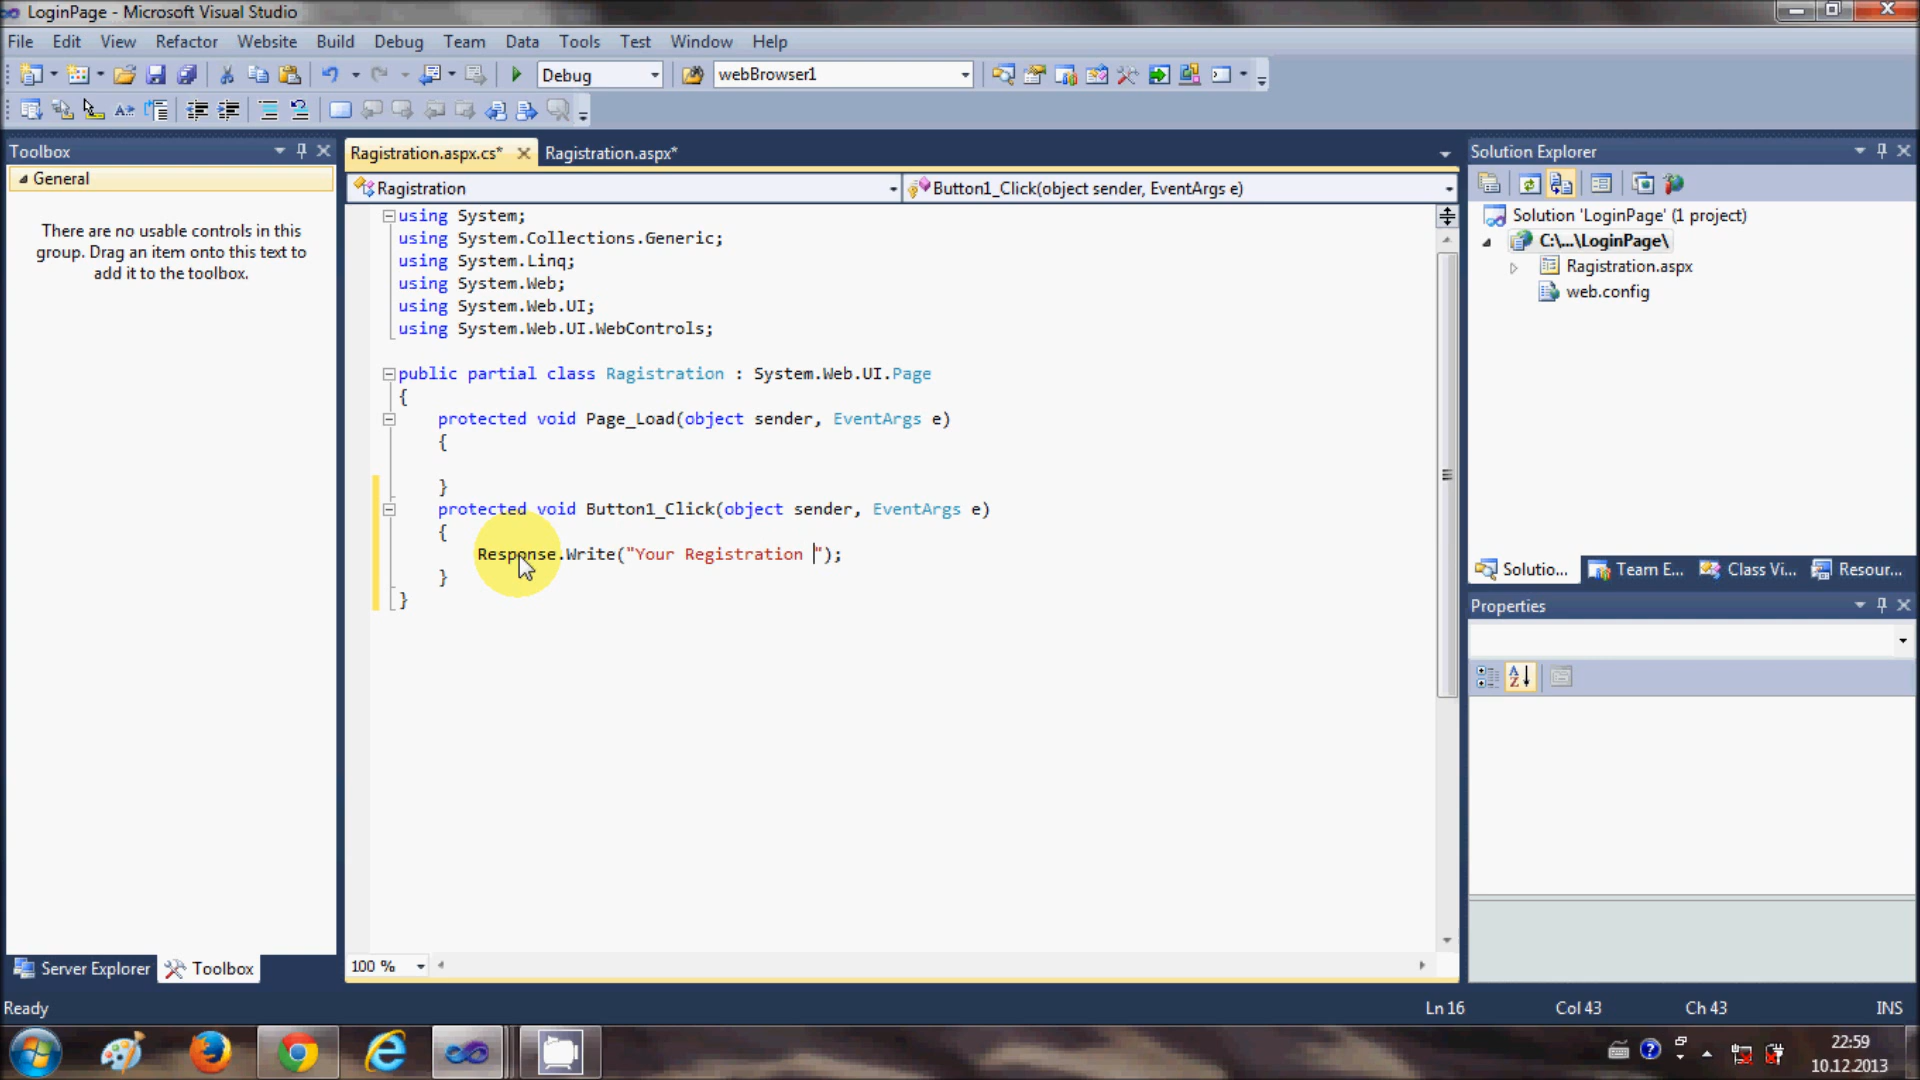 LoginPage - Microsoft Visual Studio
File Edit View Refactor Website Build Debug Team Data Tools Test Window Help
Debug webBrowser1
Toolbox
General
There are no usable controls in this
group. Drag an item onto this text to
add it to the toolbox.
Server Explorer Toolbox
Ragistration.aspx.cs* Ragistration.aspx*
Ragistration Button1_Click(object sender, EventArgs e)
using System;
using System.Collections.Generic;
using System.Linq;
using System.Web;
using System.Web.UI;
using System.Web.UI.WebControls;
public partial class Ragistration : System.Web.UI.Page
{
protected void Page_Load(object sender, EventArgs e)
{
}
protected void Button1_Click(object sender, EventArgs e)
{
Response.Write("Your Registration ");
}
}
100 %
Solution Explorer
Solution 'LoginPage' (1 project)
C:\...\LoginPage\
Ragistration.aspx
web.config
Solutio... Team E... Class Vi... Resour...
Properties
Ready Ln 16 Col 43 Ch 43 INS
22:59
10.12.2013